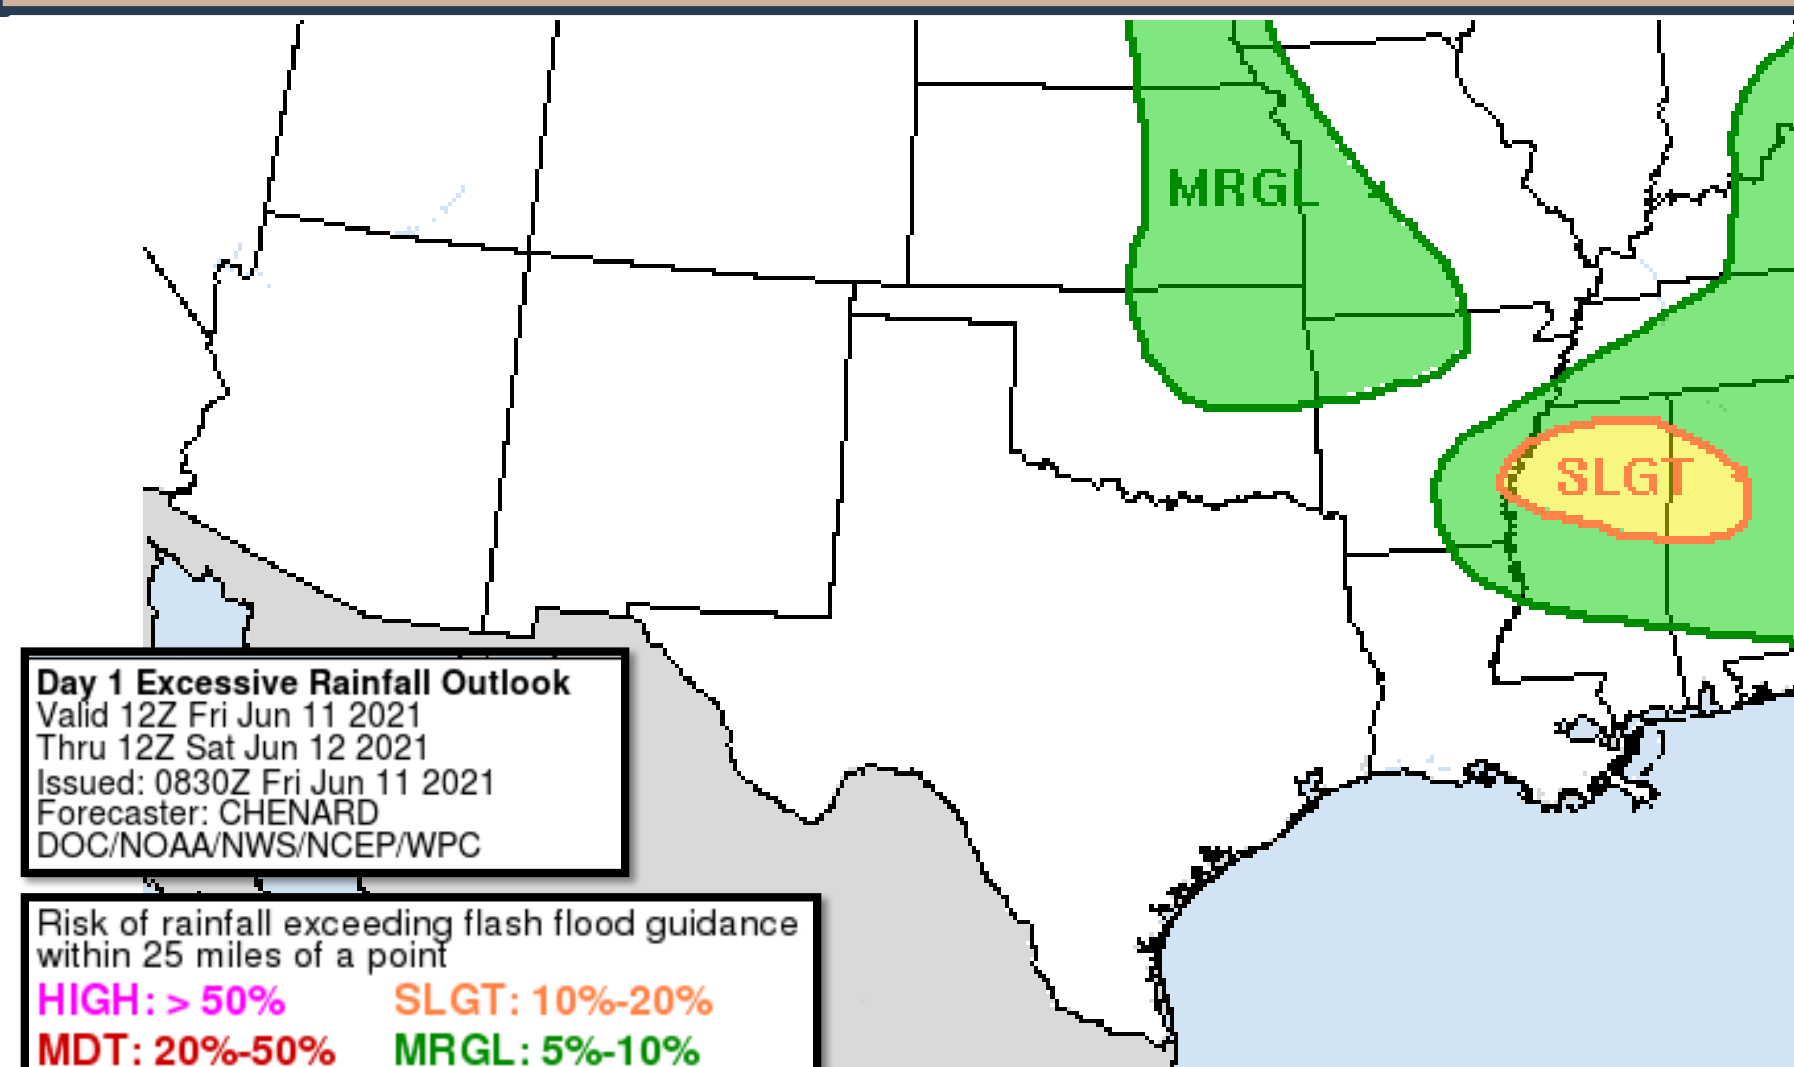 MRGL
SLGT
Day 1 Excessive Rainfall Outlook
Valid 12Z Fri Jun 11 2021
Thru 12Z Sat Jun 12 2021
Issued: 0830Z Fri Jun 11 2021
Forecaster: CHENARD
DOC/NOAA/NWS/NCEP/WPC
Risk of rainfall exceeding flash flood guidance
within 25 miles of a point
HIGH: > 50% SLGT: 10%-20%
MDT: 20%-50% MRGL: 5%-10%